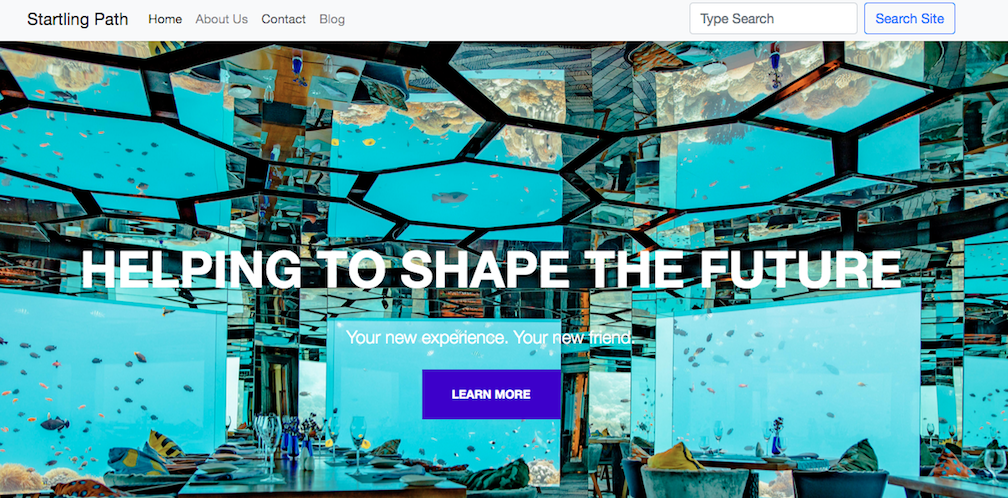 Startling Path Home About Us Contact Blog Type Search Search Site
HELPING TO SHAPE THE FUTURE
Your new experience. Your new friend.
LEARN MORE